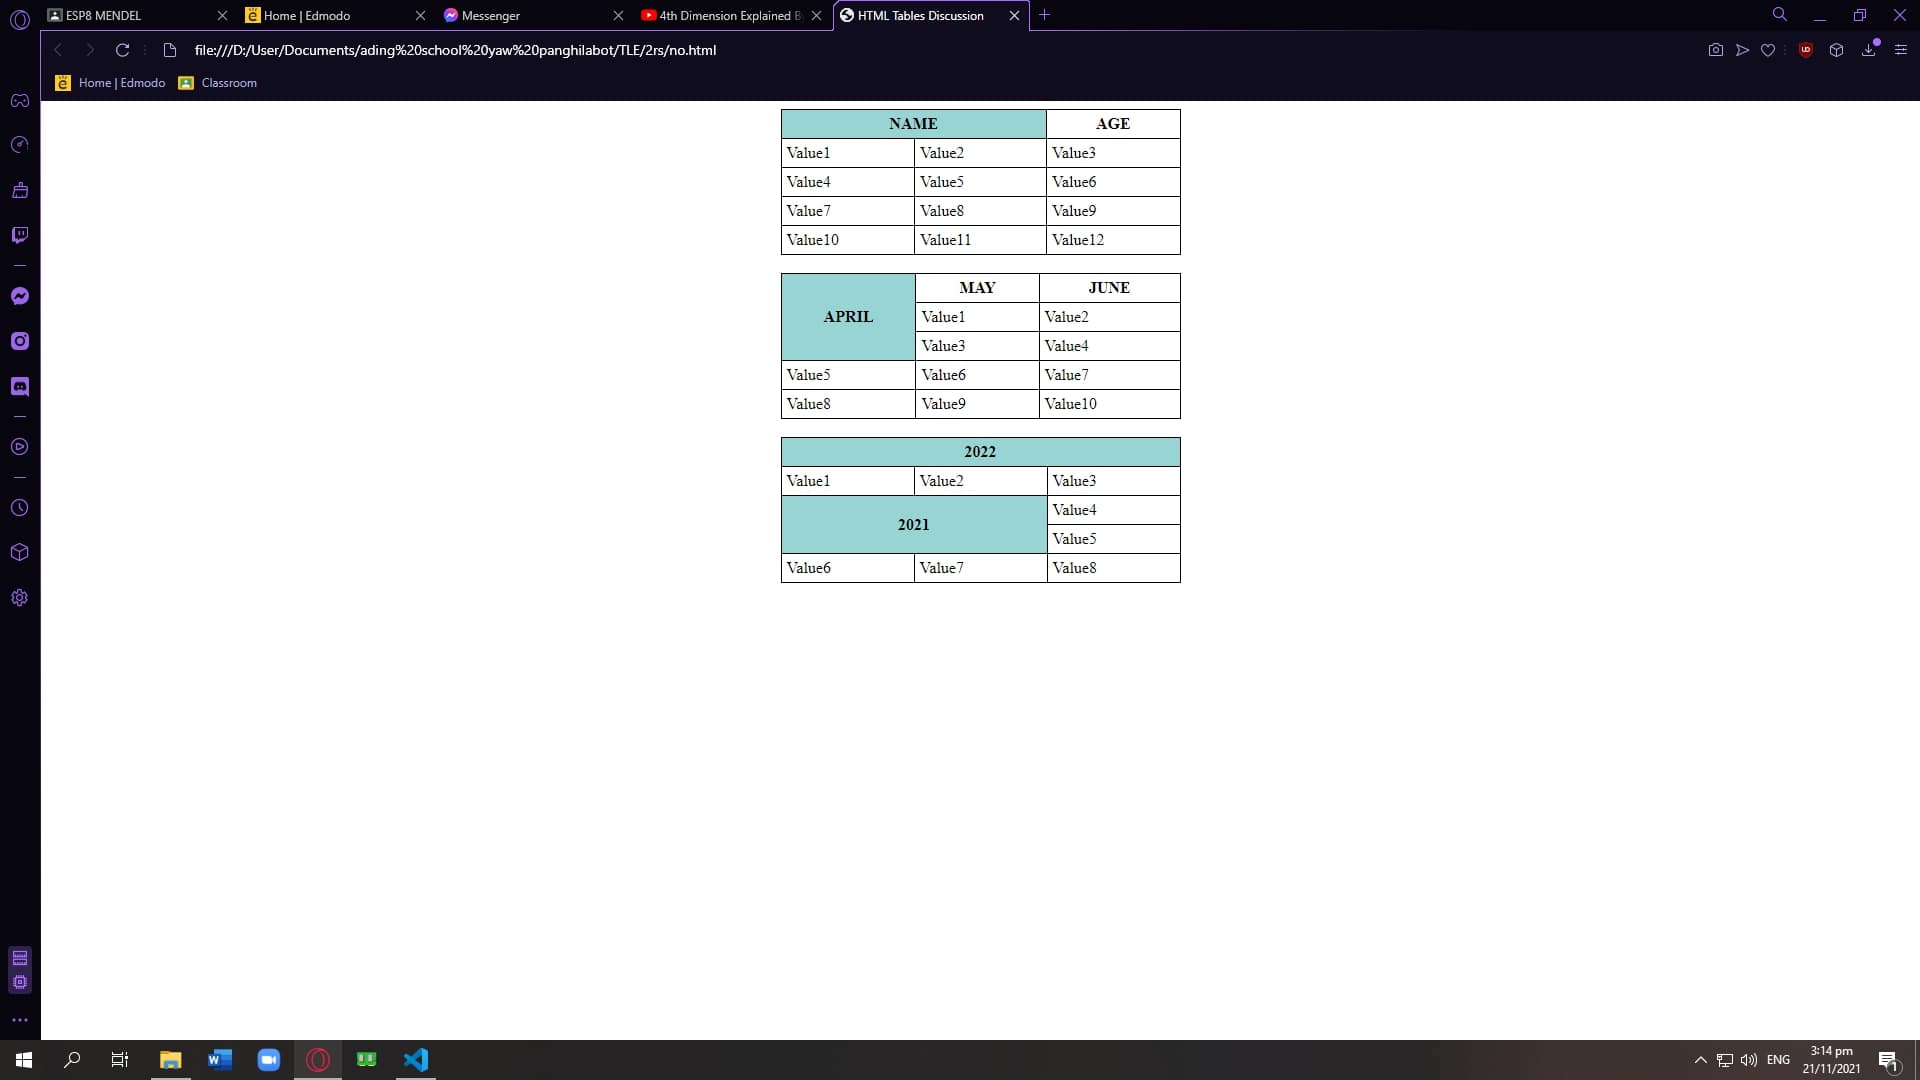 ESP8 MENDEL
Home | Edmodo
Messenger
4th Dimension Explained B
HTML Tables Discussion
file:///D:/User/Documents/ading%20school%20yaw%20panghilabot/TLE/2rs/no.html
Home | Edmodo
Classroom
NAME AGE
Value1 Value2 Value3
Value4 Value5 Value6
Value7 Value8 Value9
Value10 Value11 Value12
APRIL MAY JUNE
Value1 Value2
Value3 Value4
Value5 Value6 Value7
Value8 Value9 Value10
2022
Value1 Value2 Value3
2021 Value4
Value5
Value6 Value7 Value8
ENG
3:14 pm
21/11/2021
1